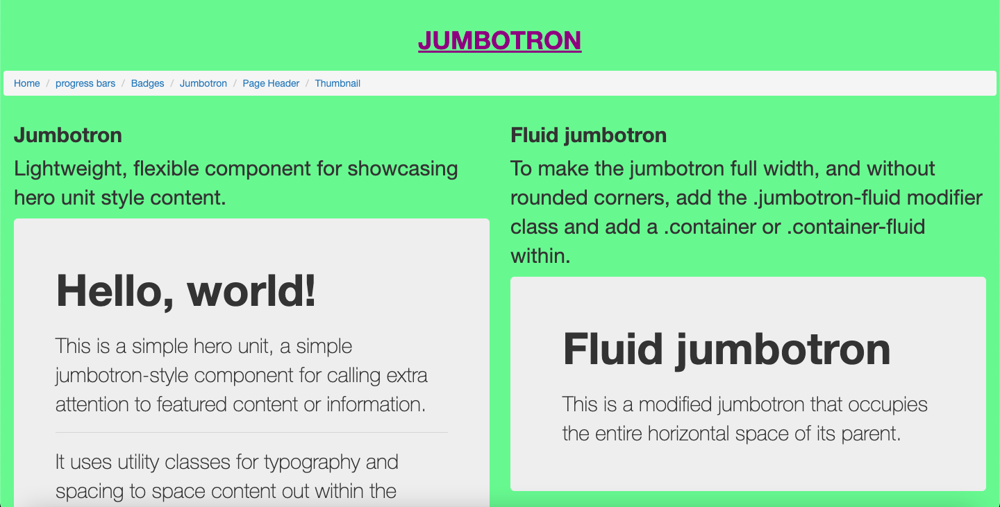 JUMBOTRON
Home / progress bars / Badges / Jumbotron / Page Header / Thumbnail
Jumbotron
Lightweight, flexible component for showcasing
hero unit style content.
Hello, world!
This is a simple hero unit, a simple
jumbotron-style component for calling extra
attention to featured content or information.
It uses utility classes for typography and
spacing to space content out within the
Fluid jumbotron
To make the jumbotron full width, and without
rounded corners, add the .jumbotron-fluid modifier
class and add a .container or .container-fluid
within.
Fluid jumbotron
This is a modified jumbotron that occupies
the entire horizontal space of its parent.